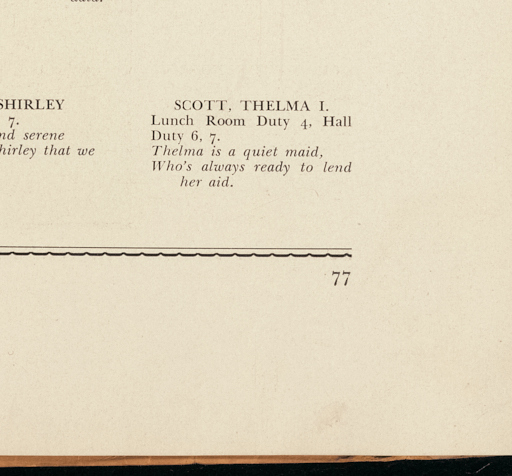 SHIRLEY
7.
nd serene
hirley that we
SCOTT, THELMA I.
Lunch Room Duty 4, Hall
Duty 6, 7.
Thelma is a quiet maid,
Who's always ready to lend
her aid.
77